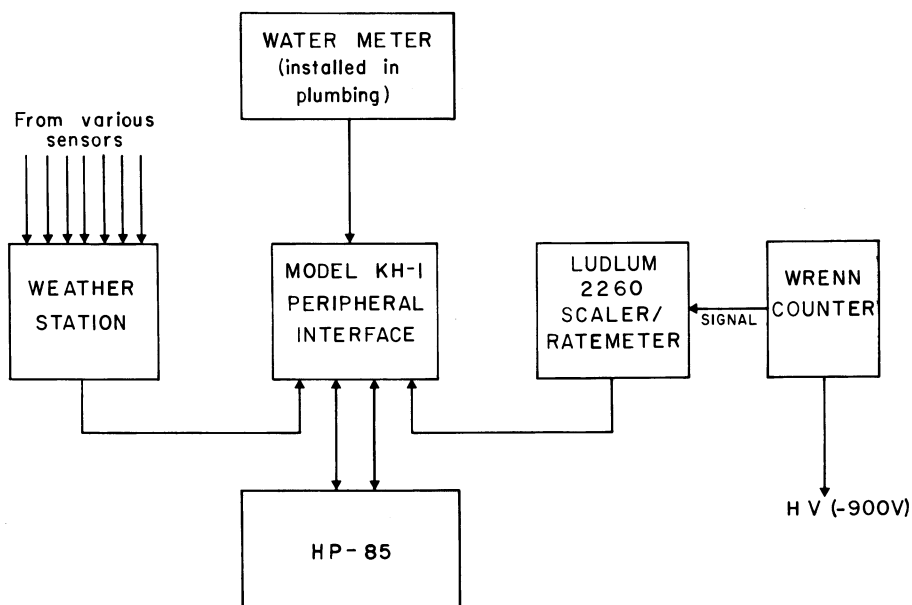 WATER METER
(installed in
plumbing)
From various
sensors
WEATHER
STATION
MODEL KH-1
PERIPHERAL
INTERFACE
LUDLUM
2260
SCALER/
RATEMETER
SIGNAL
WRENN
COUNTER
HV (-900V)
HP-85